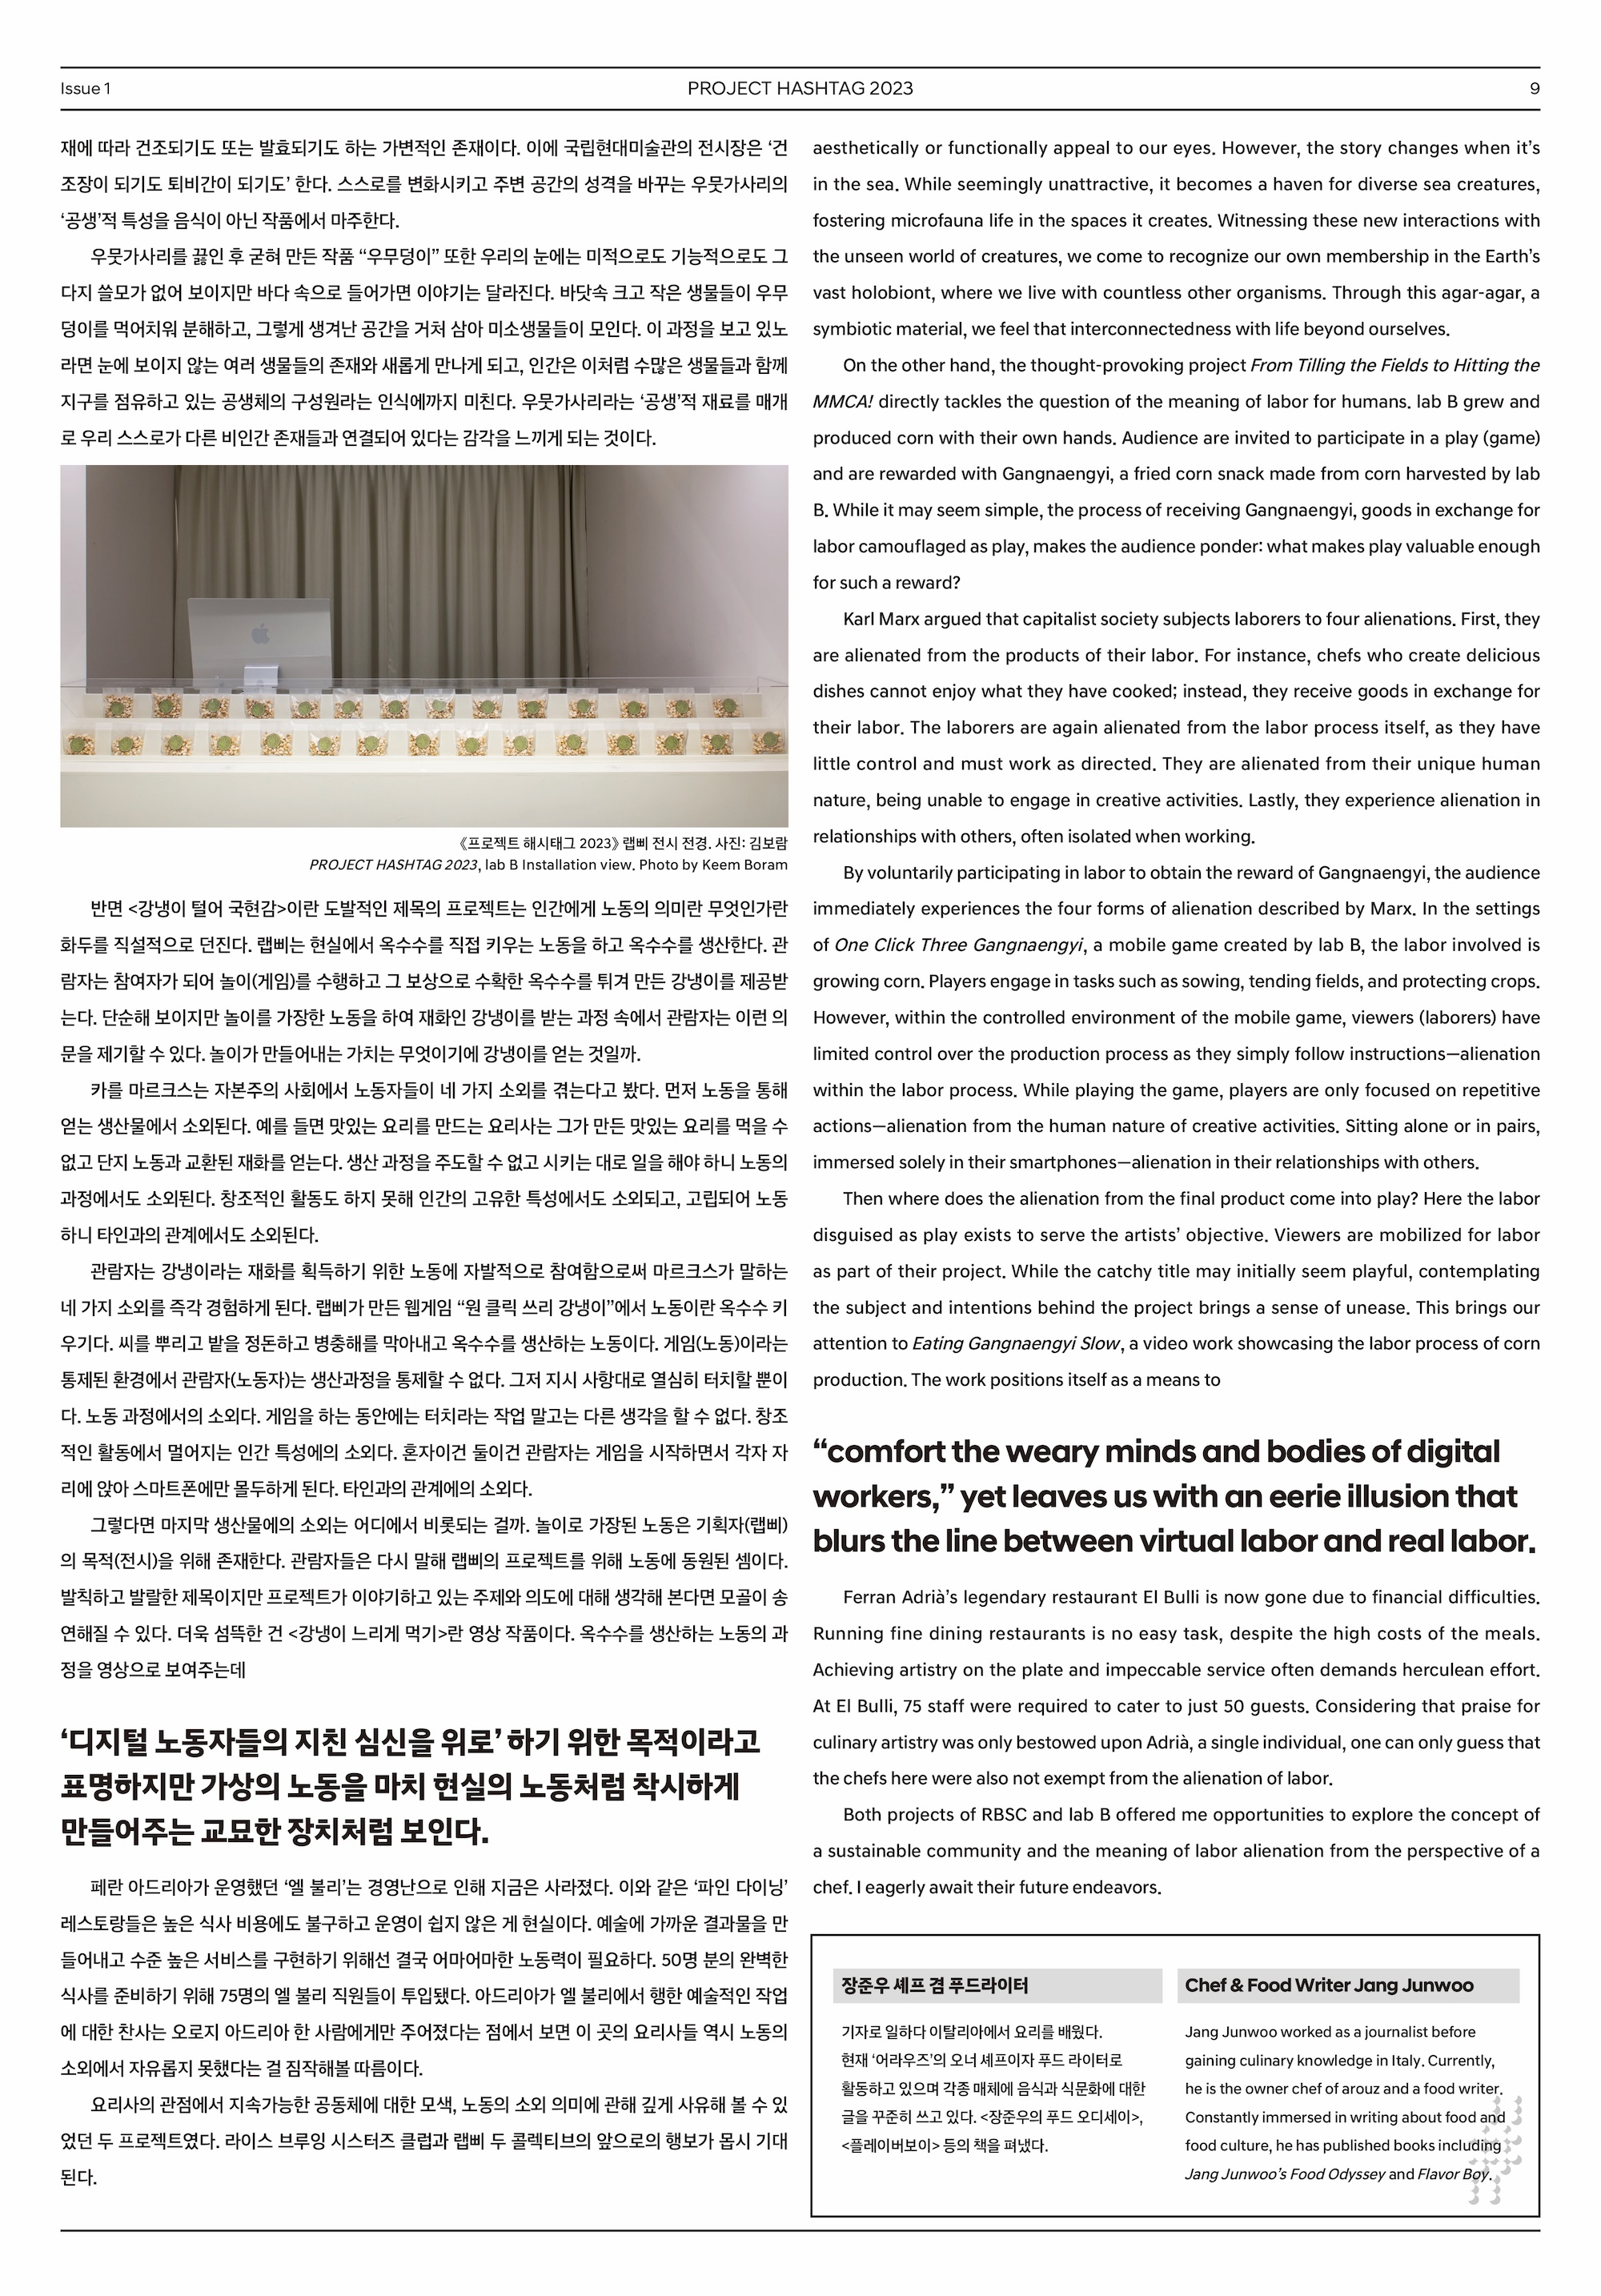 Issue 1
PROJECT HASHTAG 2023
9
재에 따라 건조되기도 또는 발효되기도 하는 가변적인 존재이다. 이에 국립현대미술관의 전시장은 ‘건
조장이 되기도 퇴비간이 되기도’ 한다. 스스로를 변화시키고 주변 공간의 성격을 바꾸는 우뭇가사리의
‘공생’적 특성을 음식이 아닌 작품에서 마주한다.
우뭇가사리를 끓인 후 굳혀 만든 작품 “우무덩이” 또한 우리의 눈에는 미적으로도 기능적으로도 그
다지 쓸모가 없어 보이지만 바다 속으로 들어가면 이야기는 달라진다. 바닷속 크고 작은 생물들이 우무
덩이를 먹어치워 분해하고, 그렇게 생겨난 공간을 거처 삼아 미소생물들이 모인다. 이 과정을 보고 있노
라면 눈에 보이지 않는 여러 생물들의 존재와 새롭게 만나게 되고, 인간은 이처럼 수많은 생물들과 함께
지구를 점유하고 있는 공생체의 구성원라는 인식에까지 미친다. 우뭇가사리라는 ‘공생’적 재료를 매개
로 우리 스스로가 다른 비인간 존재들과 연결되어 있다는 감각을 느끼게 되는 것이다.
《프로젝트 해시태그 2023》 랩삐 전시 전경. 사진: 김보람
PROJECT HASHTAG 2023, lab B Installation view. Photo by Keem Boram
반면 <강냉이 털어 국현감>이란 도발적인 제목의 프로젝트는 인간에게 노동의 의미란 무엇인가란
화두를 직설적으로 던진다. 랩삐는 현실에서 옥수수를 직접 키우는 노동을 하고 옥수수를 생산한다. 관
람자는 참여자가 되어 놀이(게임)를 수행하고 그 보상으로 수확한 옥수수를 튀겨 만든 강냉이를 제공받
는다. 단순해 보이지만 놀이를 가장한 노동을 하여 재화인 강냉이를 받는 과정 속에서 관람자는 이런 의
문을 제기할 수 있다. 놀이가 만들어내는 가치는 무엇이기에 강냉이를 얻는 것일까.
카를 마르크스는 자본주의 사회에서 노동자들이 네 가지 소외를 겪는다고 봤다. 먼저 노동을 통해
얻는 생산물에서 소외된다. 예를 들면 맛있는 요리를 만드는 요리사는 그가 만든 맛있는 요리를 먹을 수
없고 단지 노동과 교환된 재화를 얻는다. 생산 과정을 주도할 수 없고 시키는 대로 일을 해야 하니 노동의
과정에서도 소외된다. 창조적인 활동도 하지 못해 인간의 고유한 특성에서도 소외되고, 고립되어 노동
하니 타인과의 관계에서도 소외된다.
관람자는 강냉이라는 재화를 획득하기 위한 노동에 자발적으로 참여함으로써 마르크스가 말하는
네 가지 소외를 즉각 경험하게 된다. 랩삐가 만든 웹게임 “원 클릭 쓰리 강냉이”에서 노동이란 옥수수 키
우기다. 씨를 뿌리고 밭을 정돈하고 병충해를 막아내고 옥수수를 생산하는 노동이다. 게임(노동)이라는
통제된 환경에서 관람자(노동자)는 생산과정을 통제할 수 없다. 그저 지시 사항대로 열심히 터치할 뿐이
다. 노동 과정에서의 소외다. 게임을 하는 동안에는 터치라는 작업 말고는 다른 생각을 할 수 없다. 창조
적인 활동에서 멀어지는 인간 특성에의 소외다. 혼자이건 둘이건 관람자는 게임을 시작하면서 각자 자
리에 앉아 스마트폰에만 몰두하게 된다. 타인과의 관계에의 소외다.
그렇다면 마지막 생산물에의 소외는 어디에서 비롯되는 걸까. 놀이로 가장된 노동은 기획자(랩삐)
의 목적(전시)을 위해 존재한다. 관람자들은 다시 말해 랩삐의 프로젝트를 위해 노동에 동원된 셈이다.
발칙하고 발랄한 제목이지만 프로젝트가 이야기하고 있는 주제와 의도에 대해 생각해 본다면 모골이 송
연해질 수 있다. 더욱 섬뜩한 건 <강냉이 느리게 먹기>란 영상 작품이다. 옥수수를 생산하는 노동의 과
정을 영상으로 보여주는데
‘디지털 노동자들의 지친 심신을 위로’ 하기 위한 목적이라고
표명하지만 가상의 노동을 마치 현실의 노동처럼 착시하게
만들어주는 교묘한 장치처럼 보인다.
페란 아드리아가 운영했던 ‘엘 불리’는 경영난으로 인해 지금은 사라졌다. 이와 같은 ‘파인 다이닝’
레스토랑들은 높은 식사 비용에도 불구하고 운영이 쉽지 않은 게 현실이다. 예술에 가까운 결과물을 만
들어내고 수준 높은 서비스를 구현하기 위해선 결국 어마어마한 노동력이 필요하다. 50명 분의 완벽한
식사를 준비하기 위해 75명의 엘 불리 직원들이 투입됐다. 아드리아가 엘 불리에서 행한 예술적인 작업
에 대한 찬사는 오로지 아드리아 한 사람에게만 주어졌다는 점에서 보면 이 곳의 요리사들 역시 노동의
소외에서 자유롭지 못했다는 걸 짐작해볼 따름이다.
요리사의 관점에서 지속가능한 공동체에 대한 모색, 노동의 소외 의미에 관해 깊게 사유해 볼 수 있
었던 두 프로젝트였다. 라이스 브루잉 시스터즈 클럽과 랩삐 두 콜렉티브의 앞으로의 행보가 몹시 기대
된다.
aesthetically or functionally appeal to our eyes. However, the story changes when it’s
in the sea. While seemingly unattractive, it becomes a haven for diverse sea creatures,
fostering microfauna life in the spaces it creates. Witnessing these new interactions with
the unseen world of creatures, we come to recognize our own membership in the Earth’s
vast holobiont, where we live with countless other organisms. Through this agar-agar, a
symbiotic material, we feel that interconnectedness with life beyond ourselves.
On the other hand, the thought-provoking project From Tilling the Fields to Hitting the
MMCA! directly tackles the question of the meaning of labor for humans. lab B grew and
produced corn with their own hands. Audience are invited to participate in a play (game)
and are rewarded with Gangnaengyi, a fried corn snack made from corn harvested by lab
B. While it may seem simple, the process of receiving Gangnaengyi, goods in exchange for
labor camouflaged as play, makes the audience ponder: what makes play valuable enough
for such a reward?
Karl Marx argued that capitalist society subjects laborers to four alienations. First, they
are alienated from the products of their labor. For instance, chefs who create delicious
dishes cannot enjoy what they have cooked; instead, they receive goods in exchange for
their labor. The laborers are again alienated from the labor process itself, as they have
little control and must work as directed. They are alienated from their unique human
nature, being unable to engage in creative activities. Lastly, they experience alienation in
relationships with others, often isolated when working.
By voluntarily participating in labor to obtain the reward of Gangnaengyi, the audience
immediately experiences the four forms of alienation described by Marx. In the settings
of One Click Three Gangnaengyi, a mobile game created by lab B, the labor involved is
growing corn. Players engage in tasks such as sowing, tending fields, and protecting crops.
However, within the controlled environment of the mobile game, viewers (laborers) have
limited control over the production process as they simply follow instructions—alienation
within the labor process. While playing the game, players are only focused on repetitive
actions—alienation from the human nature of creative activities. Sitting alone or in pairs,
immersed solely in their smartphones—alienation in their relationships with others.
Then where does the alienation from the final product come into play? Here the labor
disguised as play exists to serve the artists’ objective. Viewers are mobilized for labor
as part of their project. While the catchy title may initially seem playful, contemplating
the subject and intentions behind the project brings a sense of unease. This brings our
attention to Eating Gangnaengyi Slow, a video work showcasing the labor process of corn
production. The work positions itself as a means to
“comfort the weary minds and bodies of digital
workers,” yet leaves us with an eerie illusion that
blurs the line between virtual labor and real labor.
Ferran Adrià’s legendary restaurant El Bulli is now gone due to financial difficulties.
Running fine dining restaurants is no easy task, despite the high costs of the meals.
Achieving artistry on the plate and impeccable service often demands herculean effort.
At El Bulli, 75 staff were required to cater to just 50 guests. Considering that praise for
culinary artistry was only bestowed upon Adrià, a single individual, one can only guess that
the chefs here were also not exempt from the alienation of labor.
Both projects of RBSC and lab B offered me opportunities to explore the concept of
a sustainable community and the meaning of labor alienation from the perspective of a
chef. I eagerly await their future endeavors.
장준우 셰프 겸 푸드라이터
기자로 일하다 이탈리아에서 요리를 배웠다.
현재 ‘어라우즈’의 오너 셰프이자 푸드 라이터로
활동하고 있으며 각종 매체에 음식과 식문화에 대한
글을 꾸준히 쓰고 있다. <장준우의 푸드 오디세이>,
<플레이버보이> 등의 책을 펴냈다.
Chef & Food Writer Jang Junwoo
Jang Junwoo worked as a journalist before
gaining culinary knowledge in Italy. Currently,
he is the owner chef of arouz and a food writer.
Constantly immersed in writing about food and
food culture, he has published books including
Jang Junwoo’s Food Odyssey and Flavor Boy.